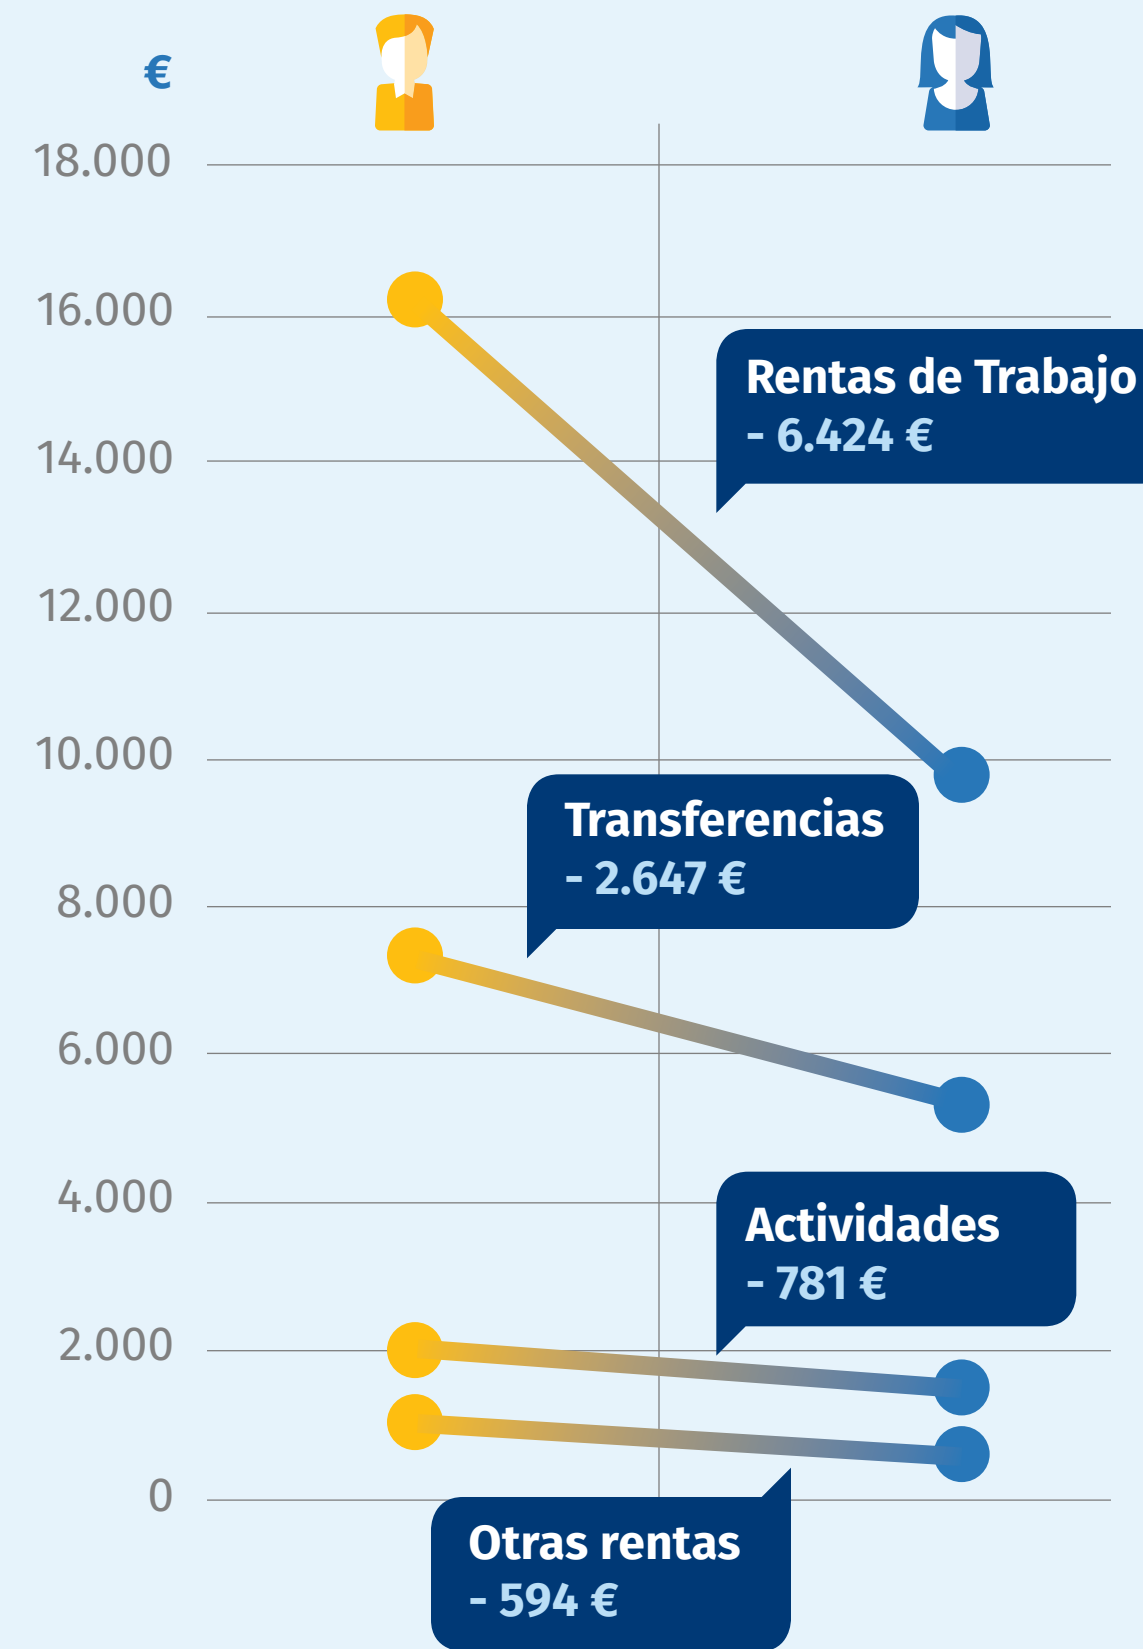 €
18.000
16.000
Rentas de Trabajo
- 6.424 €
14.000
12.000
10.000
Transferencias
- 2.647 €
8.000
6.000
4.000
Actividades
- 781 €
2.000
0
Otras rentas
- 594 €